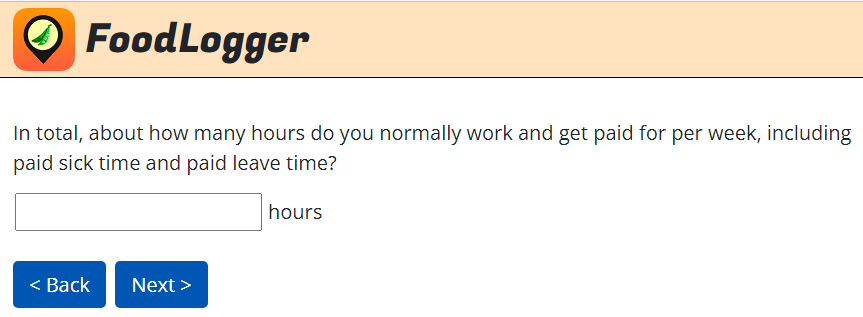 FoodLogger
In total, about how many hours do you normally work and get paid for per week, including
paid sick time and paid leave time?
hours
< Back Next >